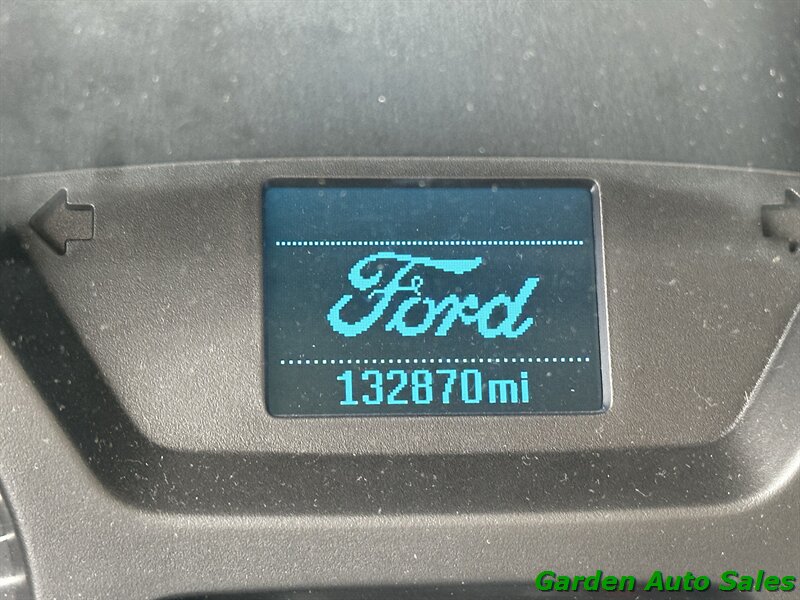 Ford
132870mi
Garden Auto Sales